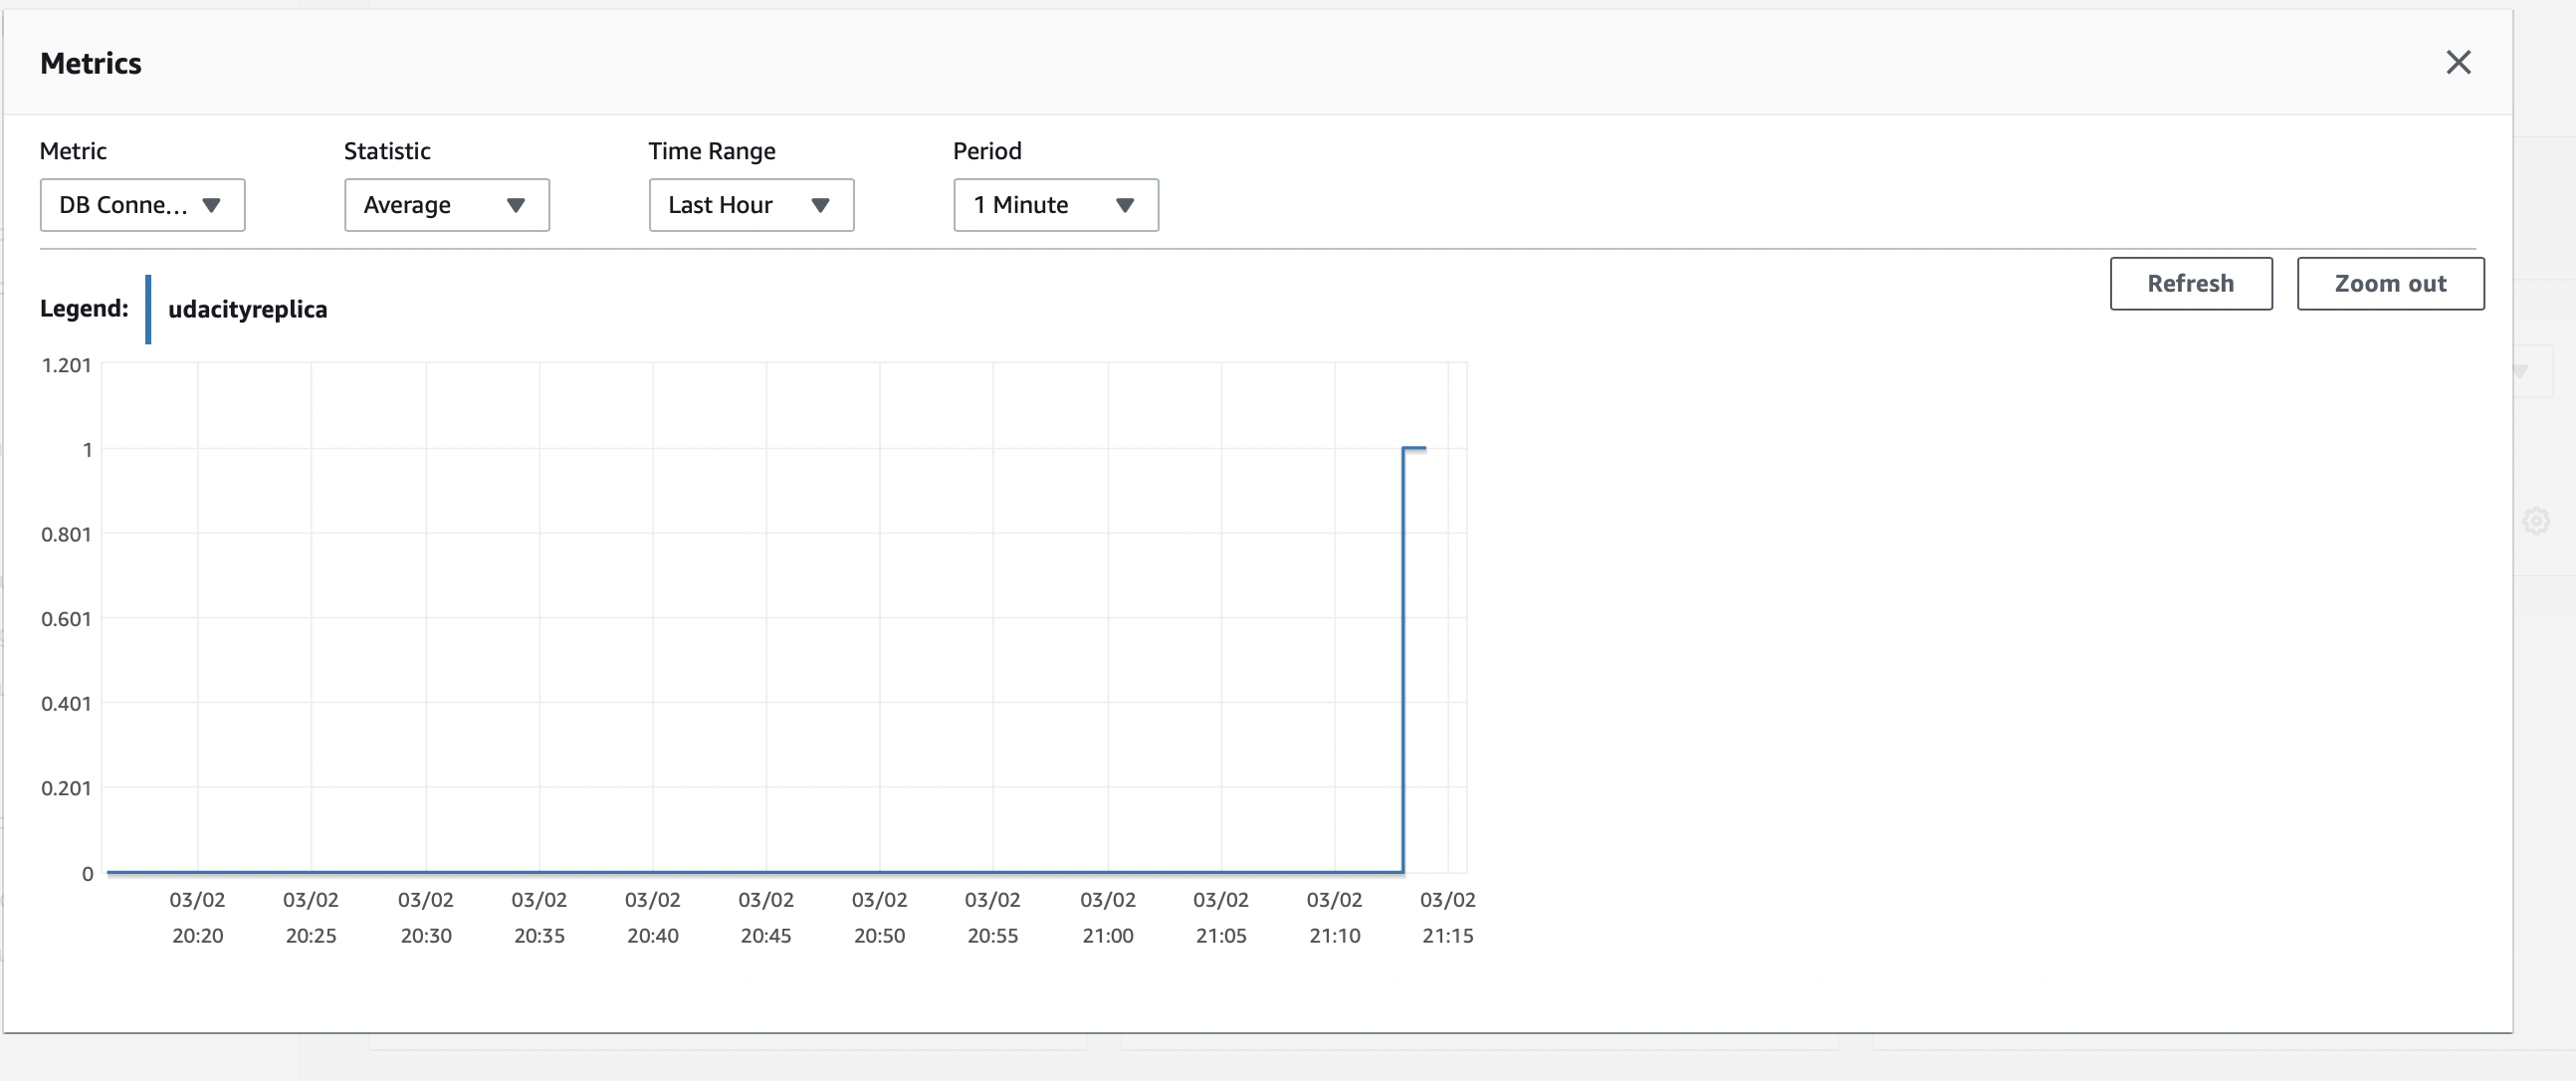 Metrics
Metric Statistic Time Range Period
DB Conne... Average Last Hour 1 Minute
Refresh Zoom out
Legend: udacityreplica
1.201
1
0.801
0.601
0.401
0.201
0
03/02 03/02 03/02 03/02 03/02 03/02 03/02 03/02 03/02 03/02 03/02 03/02
20:20 20:25 20:30 20:35 20:40 20:45 20:50 20:55 21:00 21:05 21:10 21:15